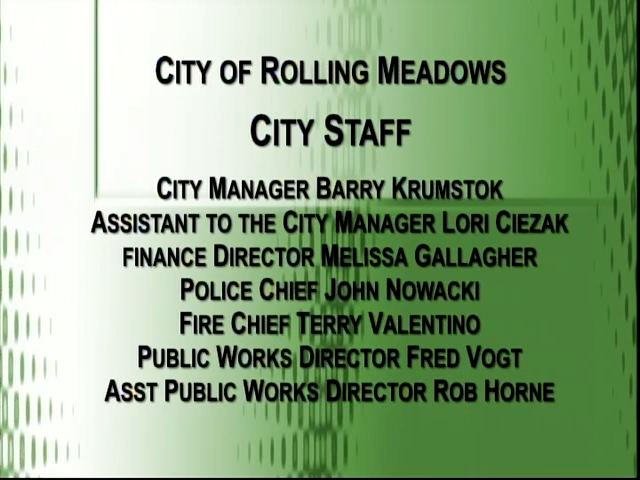 CITY OF ROLLING MEADOWS
CITY STAFF
CITY MANAGER BARRY KRUMSTOK
ASSISTANT TO THE CITY MANAGER LORI CIEZAK
FINANCE DIRECTOR MELISSA GALLAGHER
POLICE CHIEF JOHN NOWACKI
FIRE CHIEF TERRY VALENTINO
PUBLIC WORKS DIRECTOR FRED VOGT
ASST PUBLIC WORKS DIRECTOR ROB HORNE